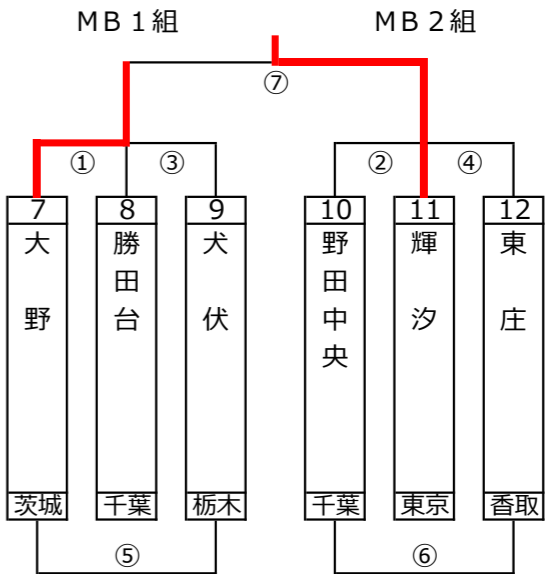 MB1組 MB2組
⑦
① ③ ② ④
7 8 9 10 11 12
大野 勝田台 犬伏 野田中央 輝汐 東庄
茨城 千葉 栃木 千葉 東京 香取
⑤ ⑥